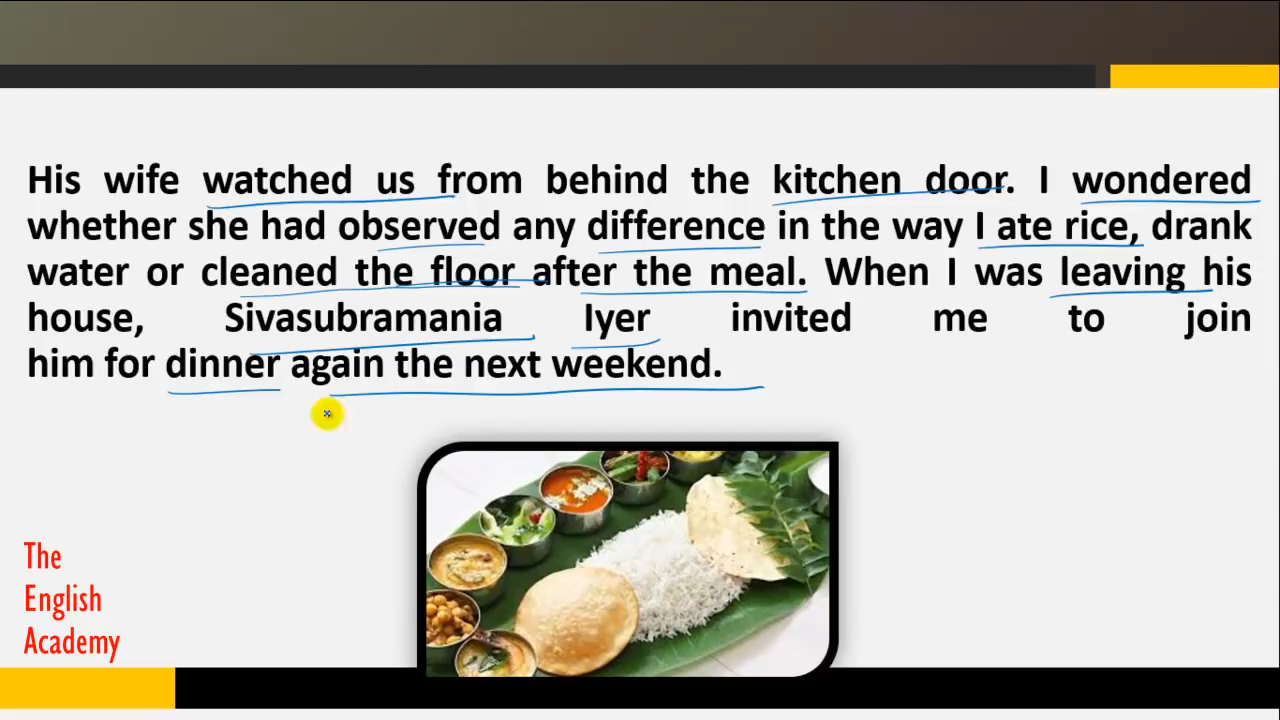 His wife watched us from behind the kitchen door. I wondered
whether she had observed any difference in the way I ate rice, drank
water or cleaned the floor after the meal. When I was leaving his
house, Sivasubramania Iyer invited me to join
him for dinner again the next weekend.
The
English
Academy